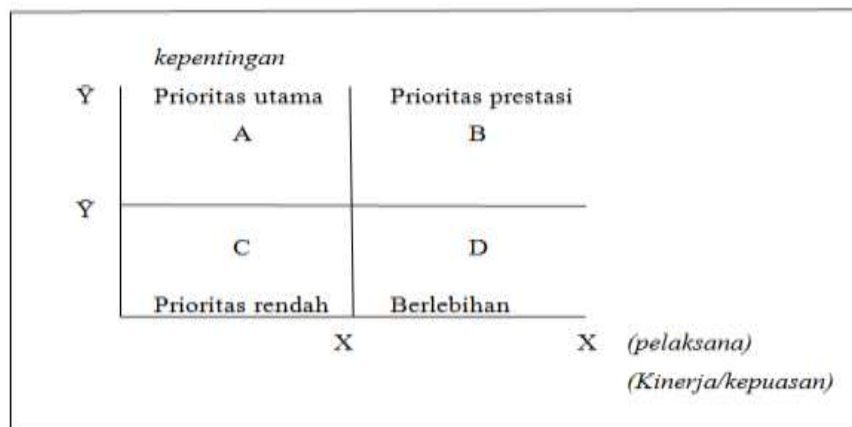 kepentingan
Ŷ Prioritas utama Prioritas prestasi
A B
Ŷ
C D
Prioritas rendah Berlebihan
X X (pelaksana)
(Kinerja/kepuasan)